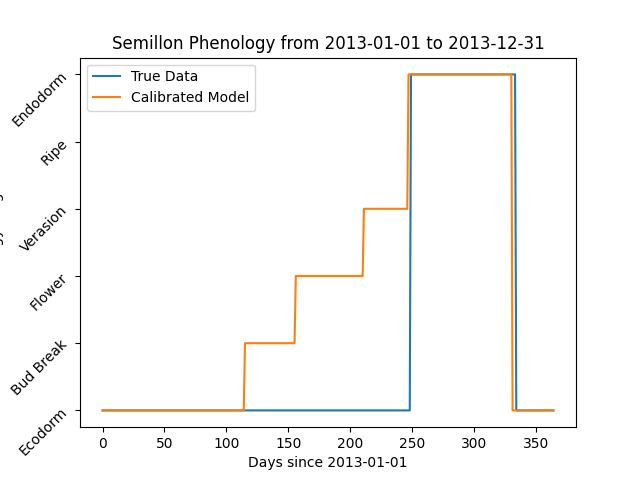 Semillon Phenology from 2013-01-01 to 2013-12-31
True Data
Calibrated Model
Endodorm
Ripe
Verasion
Flower
Bud Break
Ecodorm
0 50 100 150 200 250 300 350
Days since 2013-01-01